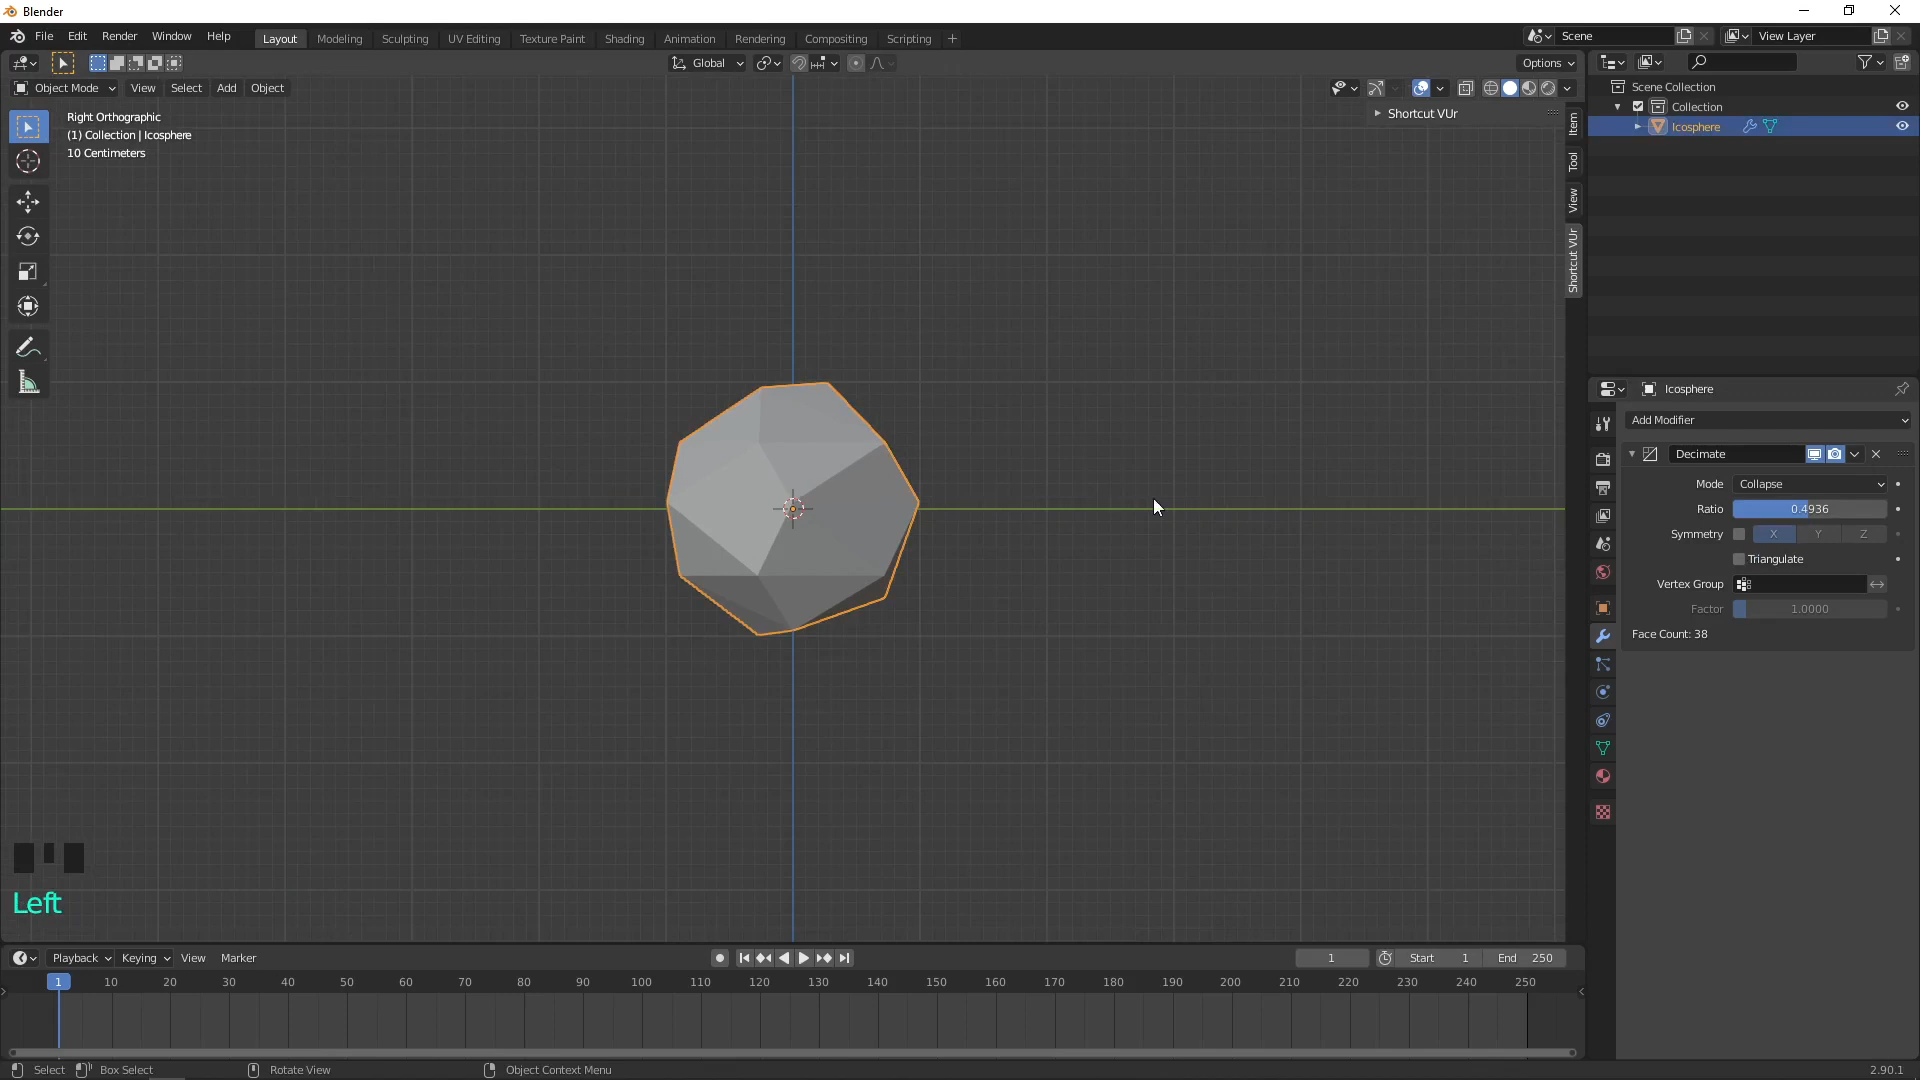 Blender
File Edit Render Window Help
Layout Modeling Sculpting UV Editing Texture Paint Shading Animation Rendering Compositing Scripting +
Scene
View Layer
Global
Options
Object Mode View Select Add Object
Right Orthographic
(1) Collection | Icosphere
10 Centimeters
Shortcut VUr
Item
Tool
View
Shortcut VUr
Scene Collection
Collection
Icosphere
Icosphere
Add Modifier
Decimate
Mode Collapse
Ratio 0.4936
Symmetry X Y Z
Triangulate
Vertex Group
Factor 1.0000
Face Count: 38
Left
Playback Keying View Marker
1 Start 1 End 250
1 10 20 30 40 50 60 70 80 90 100 110 120 130 140 150 160 170 180 190 200 210 220 230 240 250
Select Box Select Rotate View Object Context Menu 2.90.1